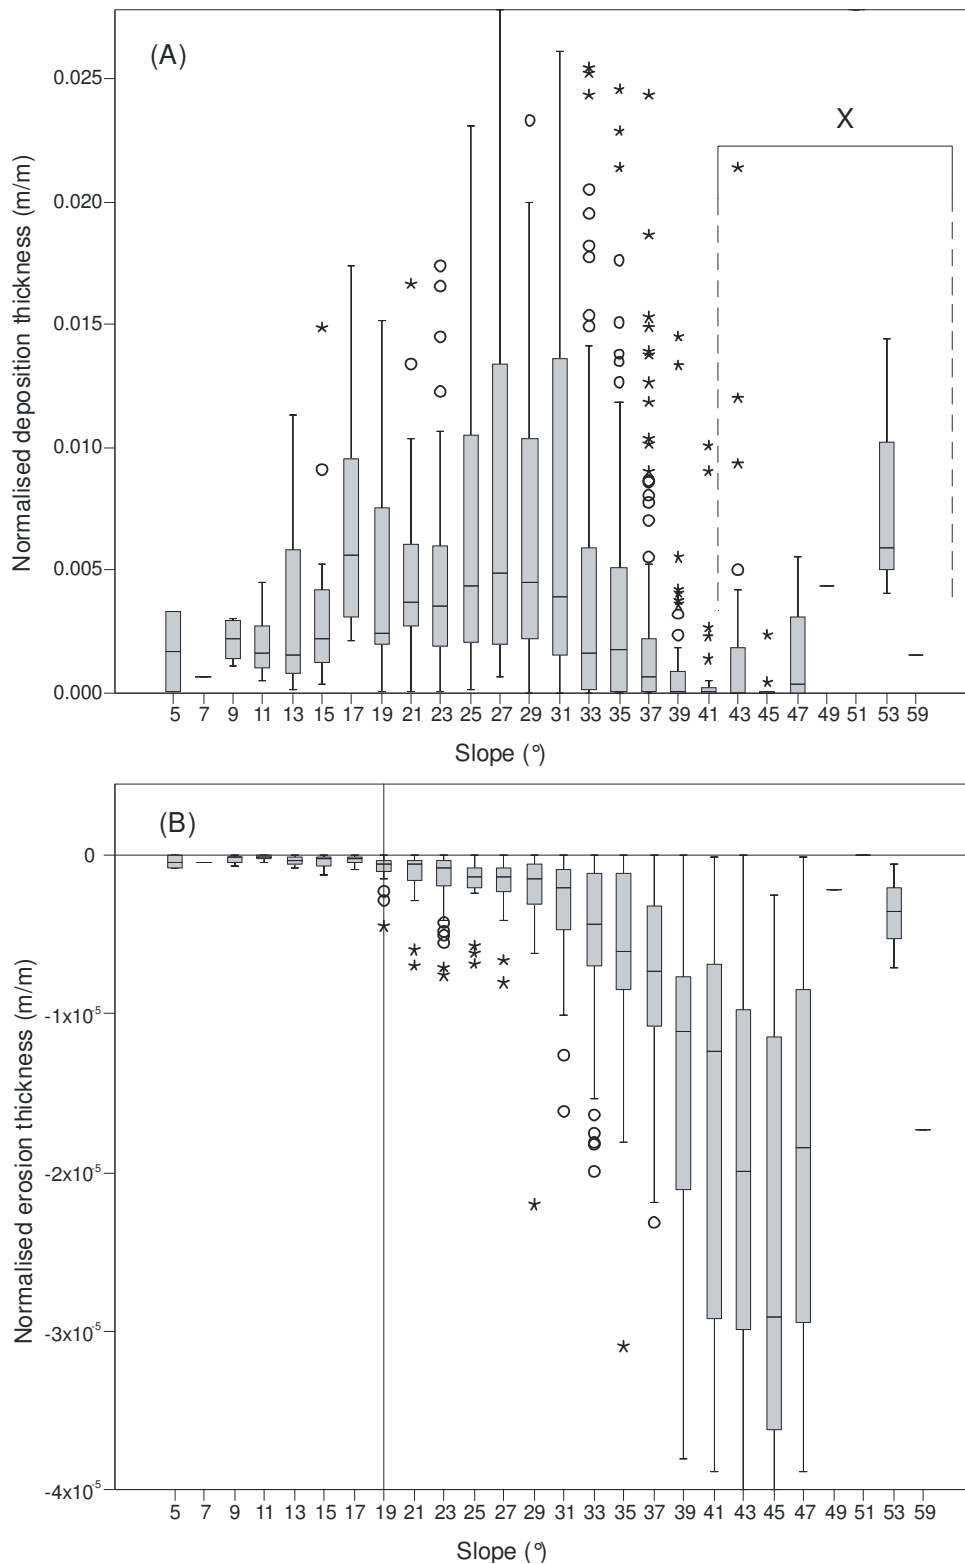 (A)
X
0.025
0.020
0.015
0.010
0.005
0.000
Normalised deposition thickness (m/m)
5 7 9 11 13 15 17 19 21 23 25 27 29 31 33 35 37 39 41 43 45 47 49 51 53 59
Slope (°)
(B)
0
-1x10⁻⁵
-2x10⁻⁵
-3x10⁻⁵
-4x10⁻⁵
Normalised erosion thickness (m/m)
5 7 9 11 13 15 17 19 21 23 25 27 29 31 33 35 37 39 41 43 45 47 49 51 53 59
Slope (°)